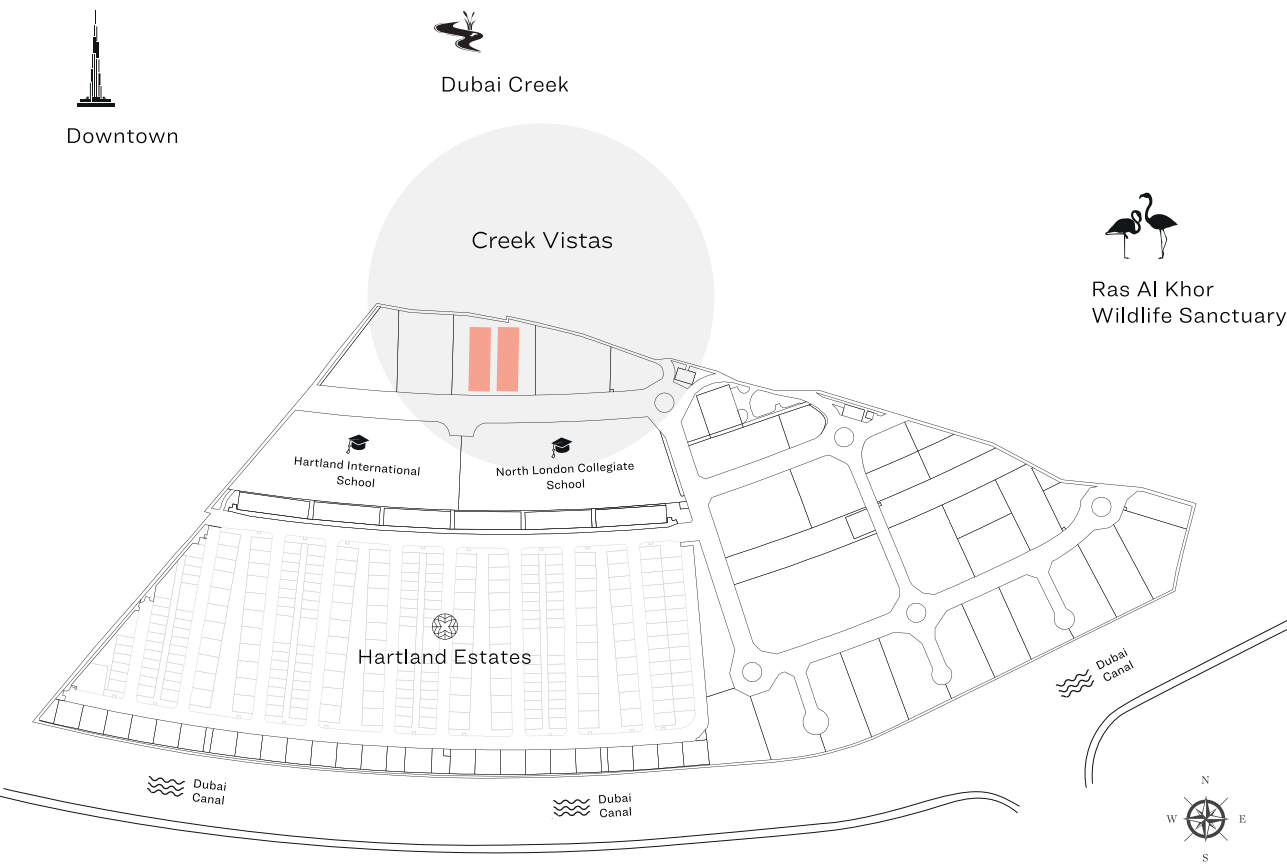 Dubai Creek
Downtown
Creek Vistas
Ras Al Khor
Wildlife Sanctuary
Hartland International
School
North London Collegiate
School
Hartland Estates
Dubai
Canal
Dubai
Canal
Dubai
Canal
N
W
E
S